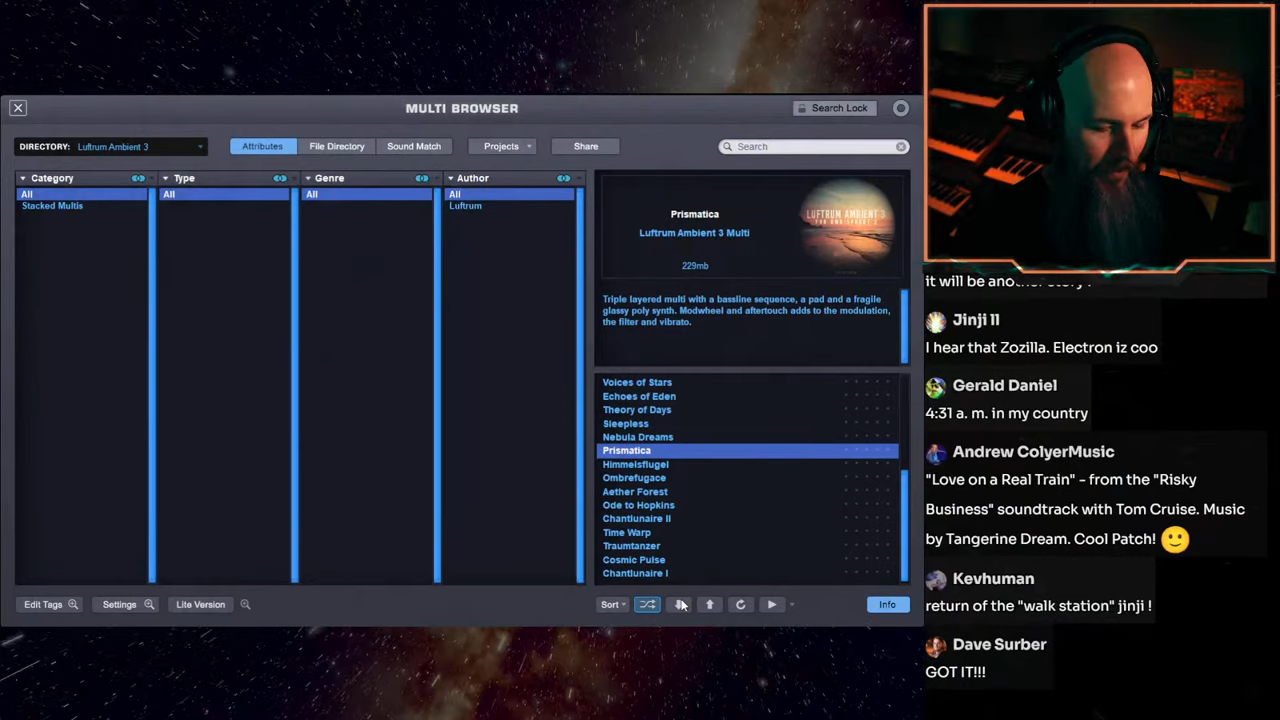 MULTI BROWSER
Search Lock
DIRECTORY: Luftrum Ambient 3
Attributes
File Directory
Sound Match
Projects
Share
Search
Category
Type
Genre
Author
All
All
All
All
Stacked Multis
Luftrum
Prismatica
Luftrum Ambient 3 Multi
229mb
LUFTRUM AMBIENT 3
Triple layered multi with a bassline sequence, a pad and a fragile
glassy poly synth. Modwheel and aftertouch adds to the modulation,
the filter and vibrato.
Voices of Stars
Echoes of Eden
Theory of Days
Sleepless
Nebula Dreams
Prismatica
Himmelsflugel
Ombrefugace
Aether Forest
Ode to Hopkins
Chantlunaire II
Time Warp
Traumtanzer
Cosmic Pulse
Chantlunaire I
Edit Tags
Settings
Lite Version
Sort
Info
it will be another story !
Jinji ll
I hear that Zozilla. Electron iz coo
Gerald Daniel
4:31 a. m. in my country
Andrew ColyerMusic
"Love on a Real Train" - from the "Risky
Business" soundtrack with Tom Cruise. Music
by Tangerine Dream. Cool Patch! 🙂
Kevhuman
return of the "walk station" jinji !
Dave Surber
GOT IT!!!